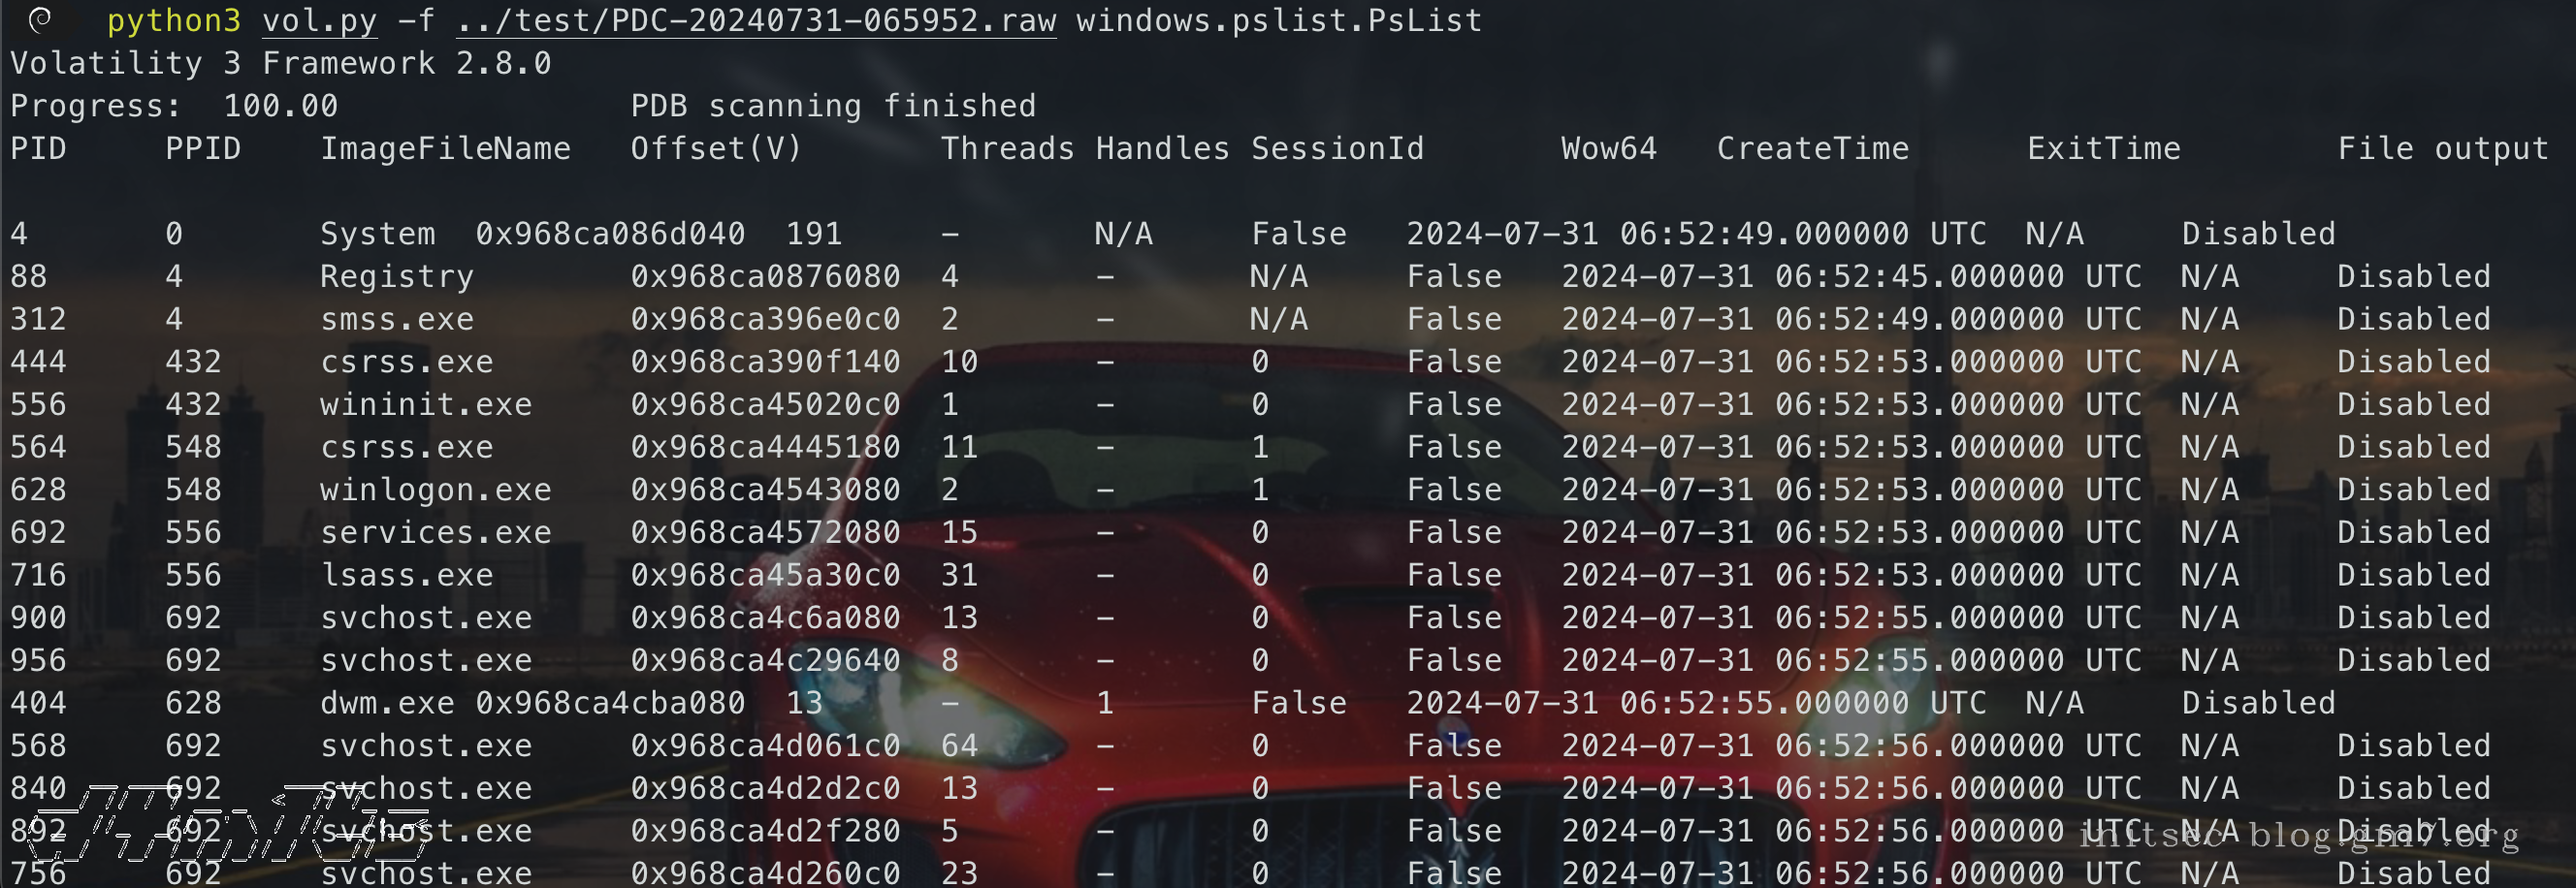 python3 vol.py -f ../test/PDC-20240731-065952.raw windows.pslist.PsList
Volatility 3 Framework 2.8.0
Progress: 100.00 PDB scanning finished
PID PPID ImageFileName Offset(V) Threads Handles SessionId Wow64 CreateTime ExitTime File output
4 0 System 0x968ca086d040 191 - N/A False 2024-07-31 06:52:49.000000 UTC N/A Disabled
88 4 Registry 0x968ca0876080 4 - N/A False 2024-07-31 06:52:45.000000 UTC N/A Disabled
312 4 smss.exe 0x968ca396e0c0 2 - N/A False 2024-07-31 06:52:49.000000 UTC N/A Disabled
444 432 csrss.exe 0x968ca390f140 10 - 0 False 2024-07-31 06:52:53.000000 UTC N/A Disabled
556 432 wininit.exe 0x968ca45020c0 1 - 0 False 2024-07-31 06:52:53.000000 UTC N/A Disabled
564 548 csrss.exe 0x968ca4445180 11 - 1 False 2024-07-31 06:52:53.000000 UTC N/A Disabled
628 548 winlogon.exe 0x968ca4543080 2 - 1 False 2024-07-31 06:52:53.000000 UTC N/A Disabled
692 556 services.exe 0x968ca4572080 15 - 0 False 2024-07-31 06:52:53.000000 UTC N/A Disabled
716 556 lsass.exe 0x968ca45a30c0 31 - 0 False 2024-07-31 06:52:53.000000 UTC N/A Disabled
900 692 svchost.exe 0x968ca4c6a080 13 - 0 False 2024-07-31 06:52:55.000000 UTC N/A Disabled
956 692 svchost.exe 0x968ca4c29640 8 - 0 False 2024-07-31 06:52:55.000000 UTC N/A Disabled
404 628 dwm.exe 0x968ca4cba080 13 - 1 False 2024-07-31 06:52:55.000000 UTC N/A Disabled
568 692 svchost.exe 0x968ca4d061c0 64 - 0 False 2024-07-31 06:52:56.000000 UTC N/A Disabled
840 692 svchost.exe 0x968ca4d2d2c0 13 - 0 False 2024-07-31 06:52:56.000000 UTC N/A Disabled
892 692 svchost.exe 0x968ca4d2f280 5 - 0 False 2024-07-31 06:52:56.000000 UTC N/A Disabled
initsec blog.gm7.org
756 692 svchost.exe 0x968ca4d260c0 23 - 0 False 2024-07-31 06:52:56.000000 UTC N/A Disabled